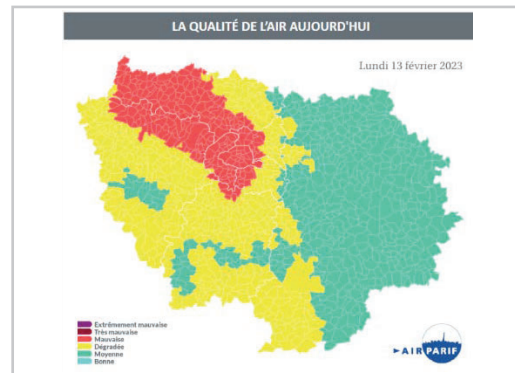 LA QUALITÉ DE L'AIR AUJOURD'HUI
Lundi 13 février 2023
Extrêmement mauvaise
Très mauvaise
Mauvaise
Dégradée
Moyenne
Bonne
AIRPARIF